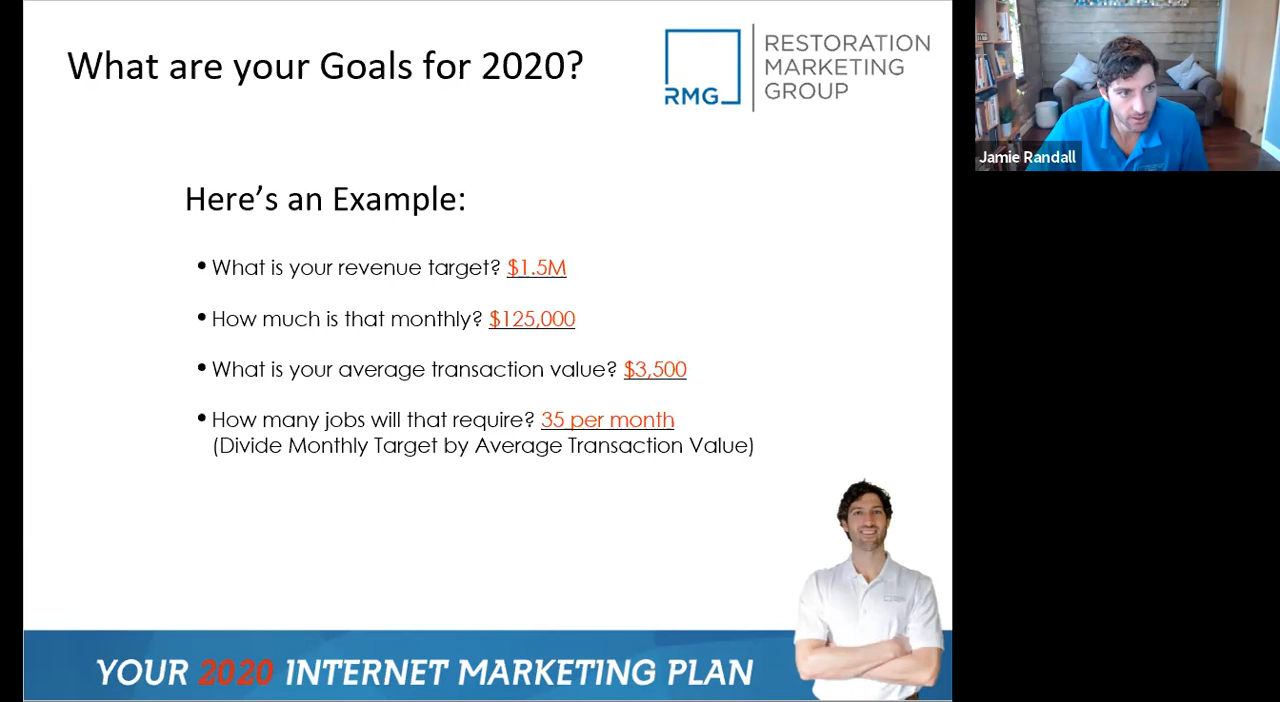 What are your Goals for 2020?
RMG
RESTORATION
MARKETING
GROUP
Jamie Randall
Here's an Example:
• What is your revenue target? $1.5M
• How much is that monthly? $125,000
• What is your average transaction value? $3,500
• How many jobs will that require? 35 per month
(Divide Monthly Target by Average Transaction Value)
YOUR 2020 INTERNET MARKETING PLAN